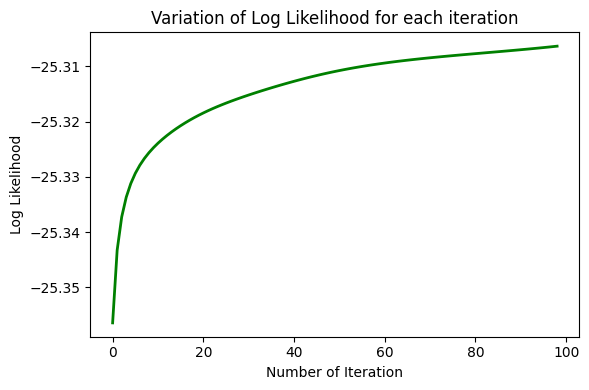 Variation of Log Likelihood for each iteration
Log Likelihood
−25.31
−25.32
−25.33
−25.34
−25.35
0 20 40 60 80 100
Number of Iteration